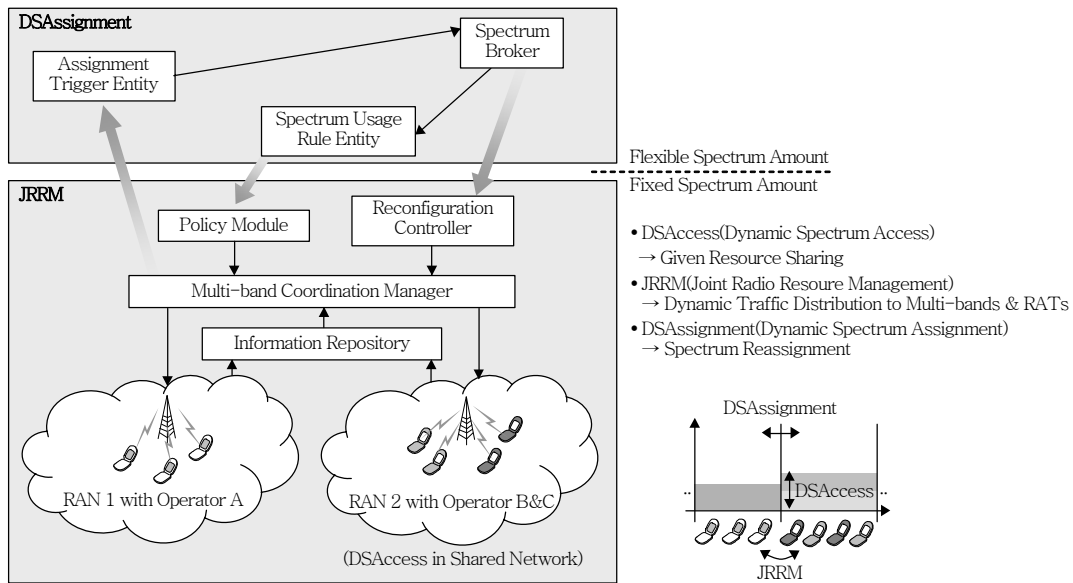 DSAssignment
Spectrum
Broker
Assignment
Trigger Entity
Spectrum Usage
Rule Entity
Flexible Spectrum Amount
Fixed Spectrum Amount
JRRM
Policy Module
Reconfiguration
Controller
Multi-band Coordination Manager
Information Repository
RAN 1 with Operator A
RAN 2 with Operator B&C
(DSAccess in Shared Network)
• DSAccess(Dynamic Spectrum Access)
→ Given Resource Sharing
• JRRM(Joint Radio Resoure Management)
→ Dynamic Traffic Distribution to Multi-bands & RATs
• DSAssignment(Dynamic Spectrum Assignment)
→ Spectrum Reassignment
DSAssignment
DSAccess
..
..
JRRM